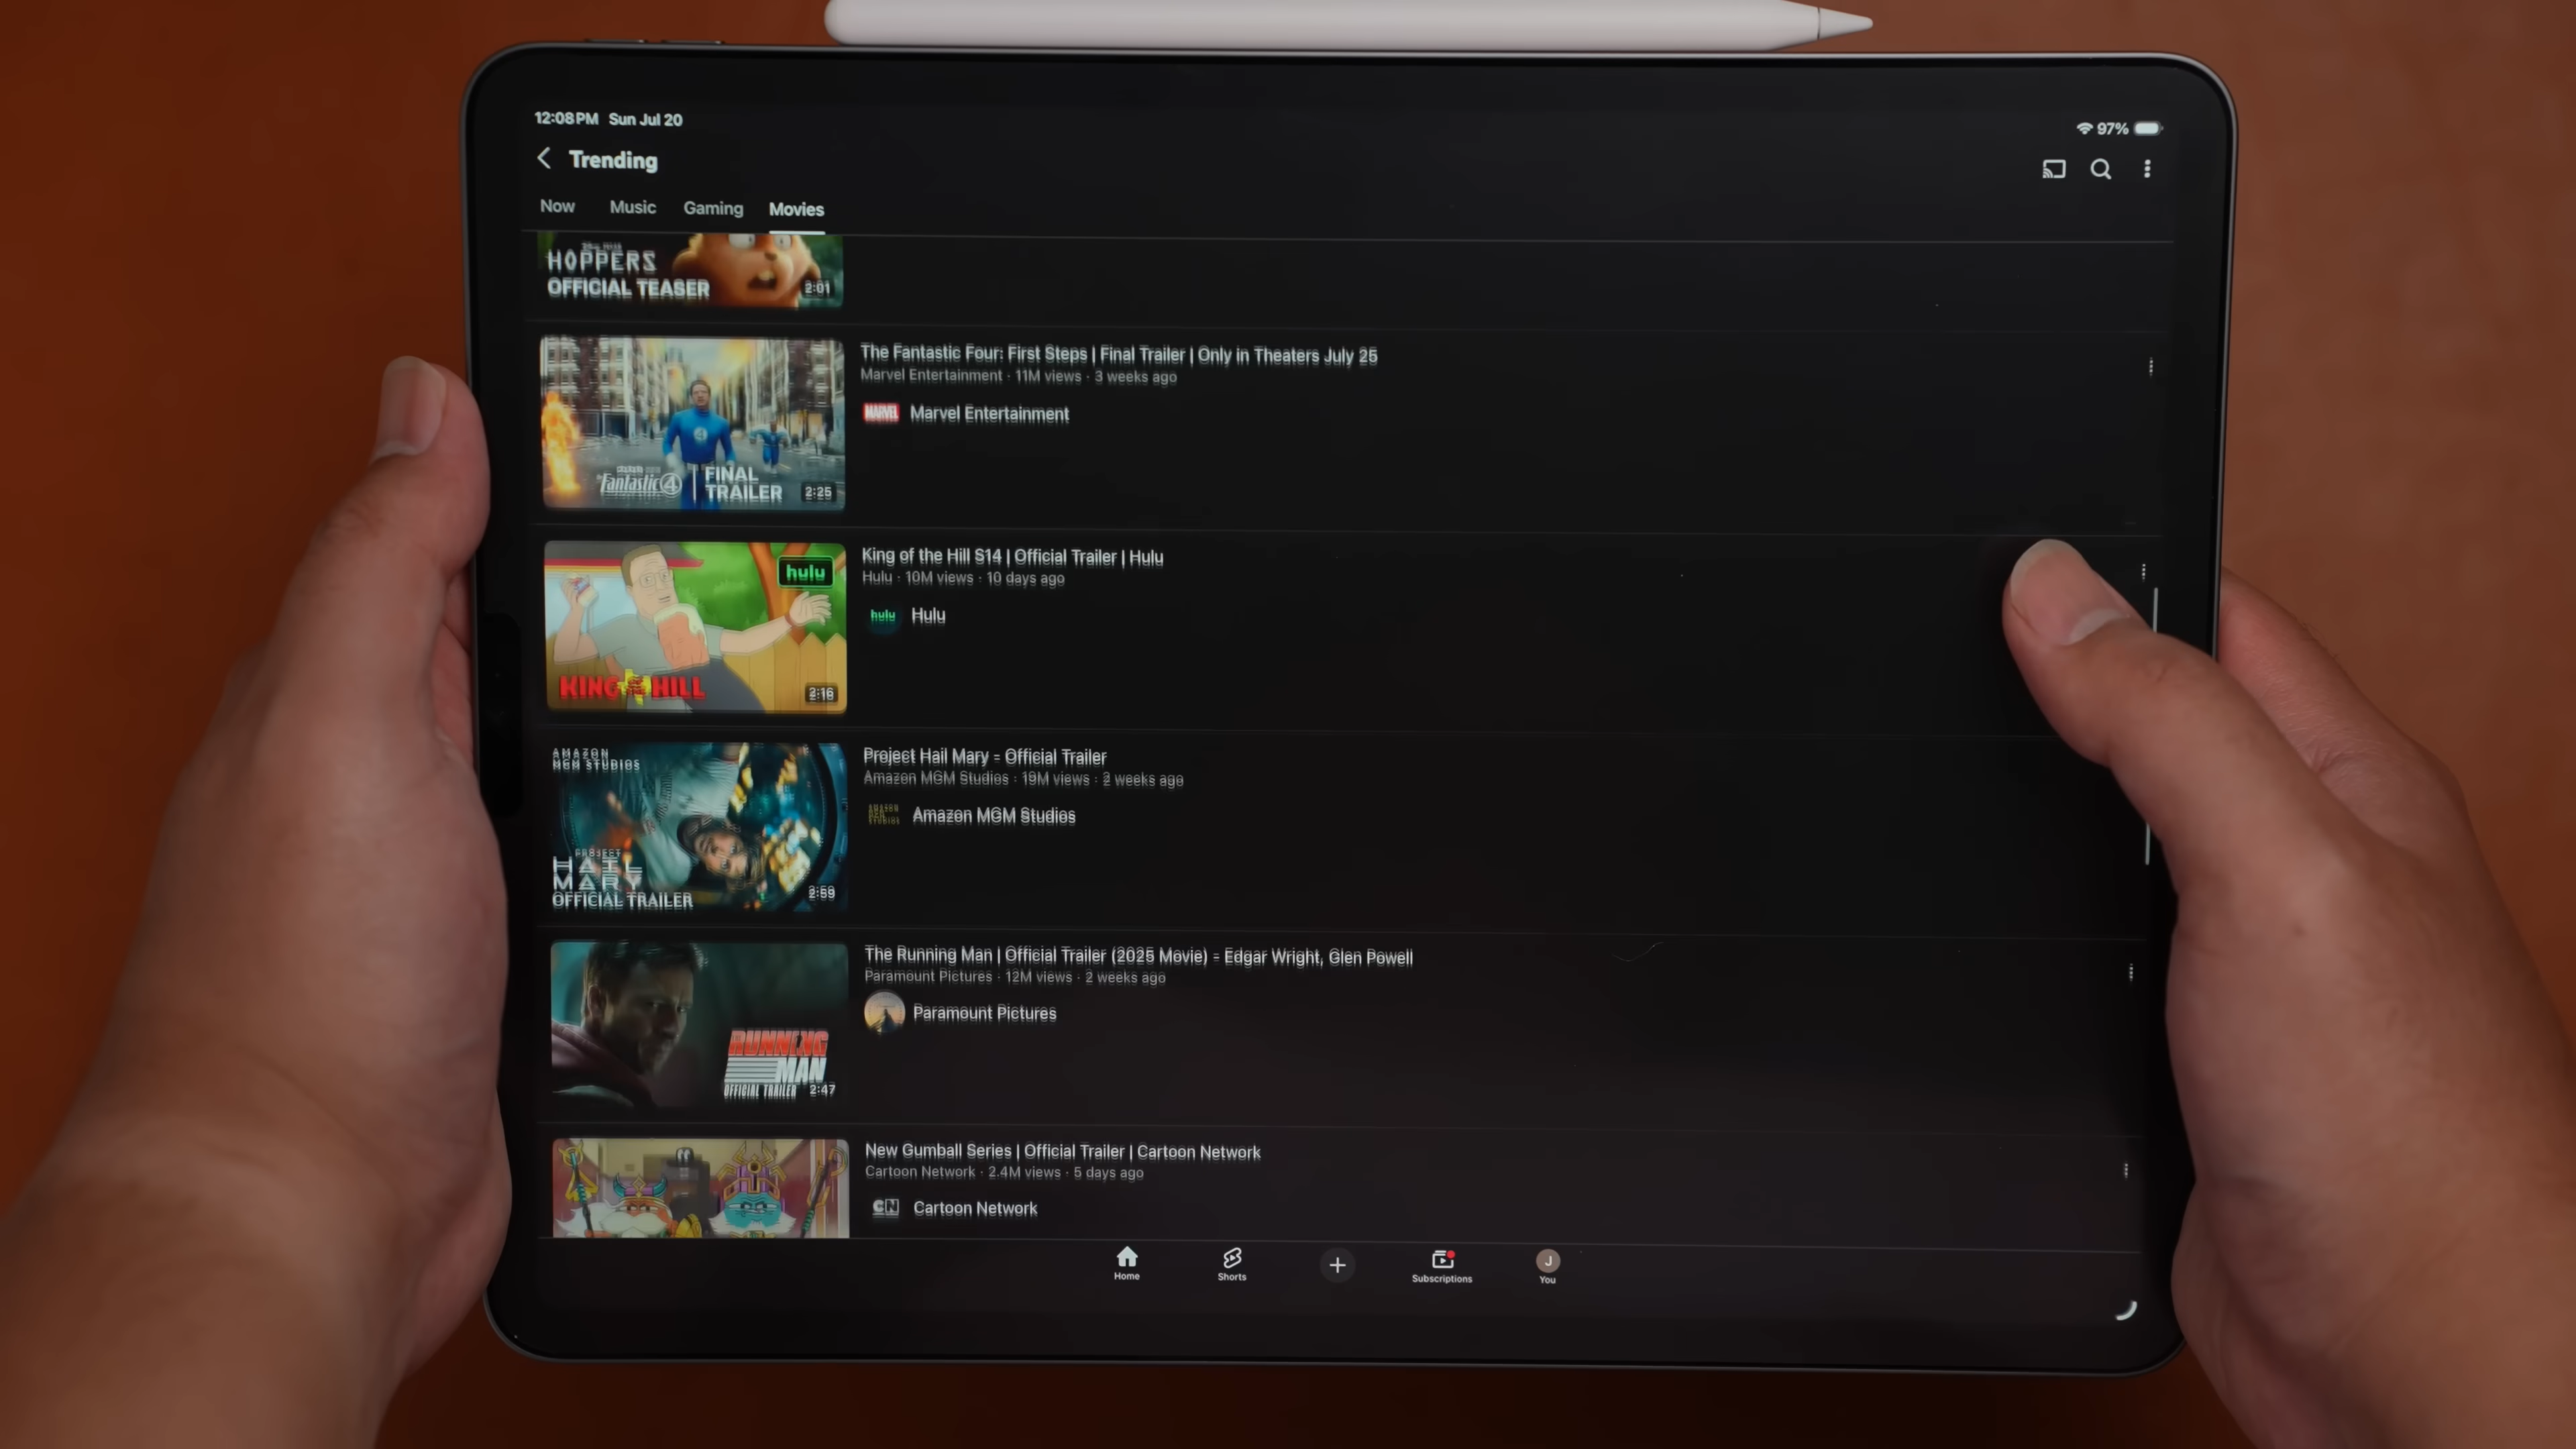 12:08 PM Sun Jul 20
97%
Trending
Now Music Gaming Movies
HOPPERS
OFFICIAL TEASER
2:01
The Fantastic Four: First Steps | Final Trailer | Only in Theaters July 25
Marvel Entertainment · 11M views · 3 weeks ago
MARVEL Marvel Entertainment
4
Fantastic 4 | FINAL
TRAILER
2:25
King of the Hill S14 | Official Trailer | Hulu
Hulu · 10M views · 10 days ago
hulu Hulu
hulu
KING OF THE HILL
2:16
Project Hail Mary - Official Trailer
Amazon MGM Studios · 19M views · 2 weeks ago
Amazon MGM Studios
AMAZON
MGM STUDIOS
PROJECT
HAIL
MARY
OFFICIAL TRAILER
2:59
The Running Man | Official Trailer (2025 Movie) - Edgar Wright, Glen Powell
Paramount Pictures · 12M views · 2 weeks ago
Paramount Pictures
RUNNING
MAN
OFFICIAL TRAILER
2:47
New Gumball Series | Official Trailer | Cartoon Network
Cartoon Network · 2.4M views · 5 days ago
CN Cartoon Network
Home Shorts + Subscriptions J You